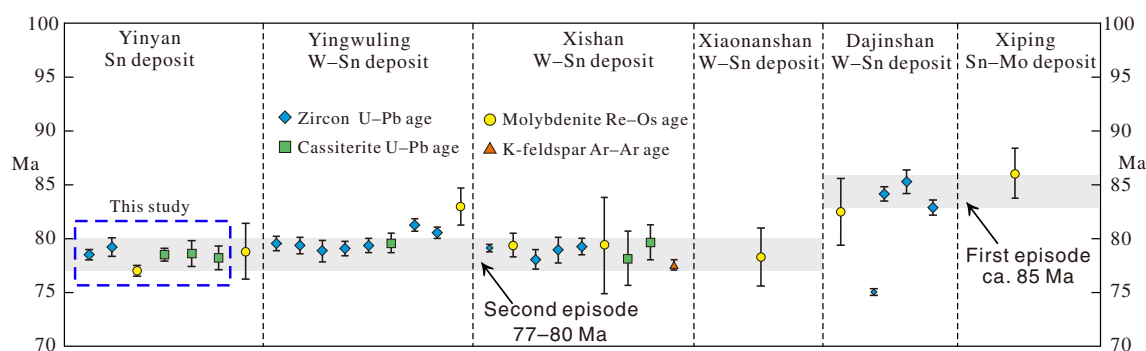 100
95
90
85
80
75
70
Ma
Yinyan
Sn deposit
Yingwuling
W–Sn deposit
Xishan
W–Sn deposit
Xiaonanshan
W–Sn deposit
Dajinshan
W–Sn deposit
Xiping
Sn–Mo deposit
Zircon U–Pb age
Cassiterite U–Pb age
Molybdenite Re–Os age
K-feldspar Ar–Ar age
This study
Second episode
77–80 Ma
First episode
ca. 85 Ma
100
95
90
Ma
85
80
75
70